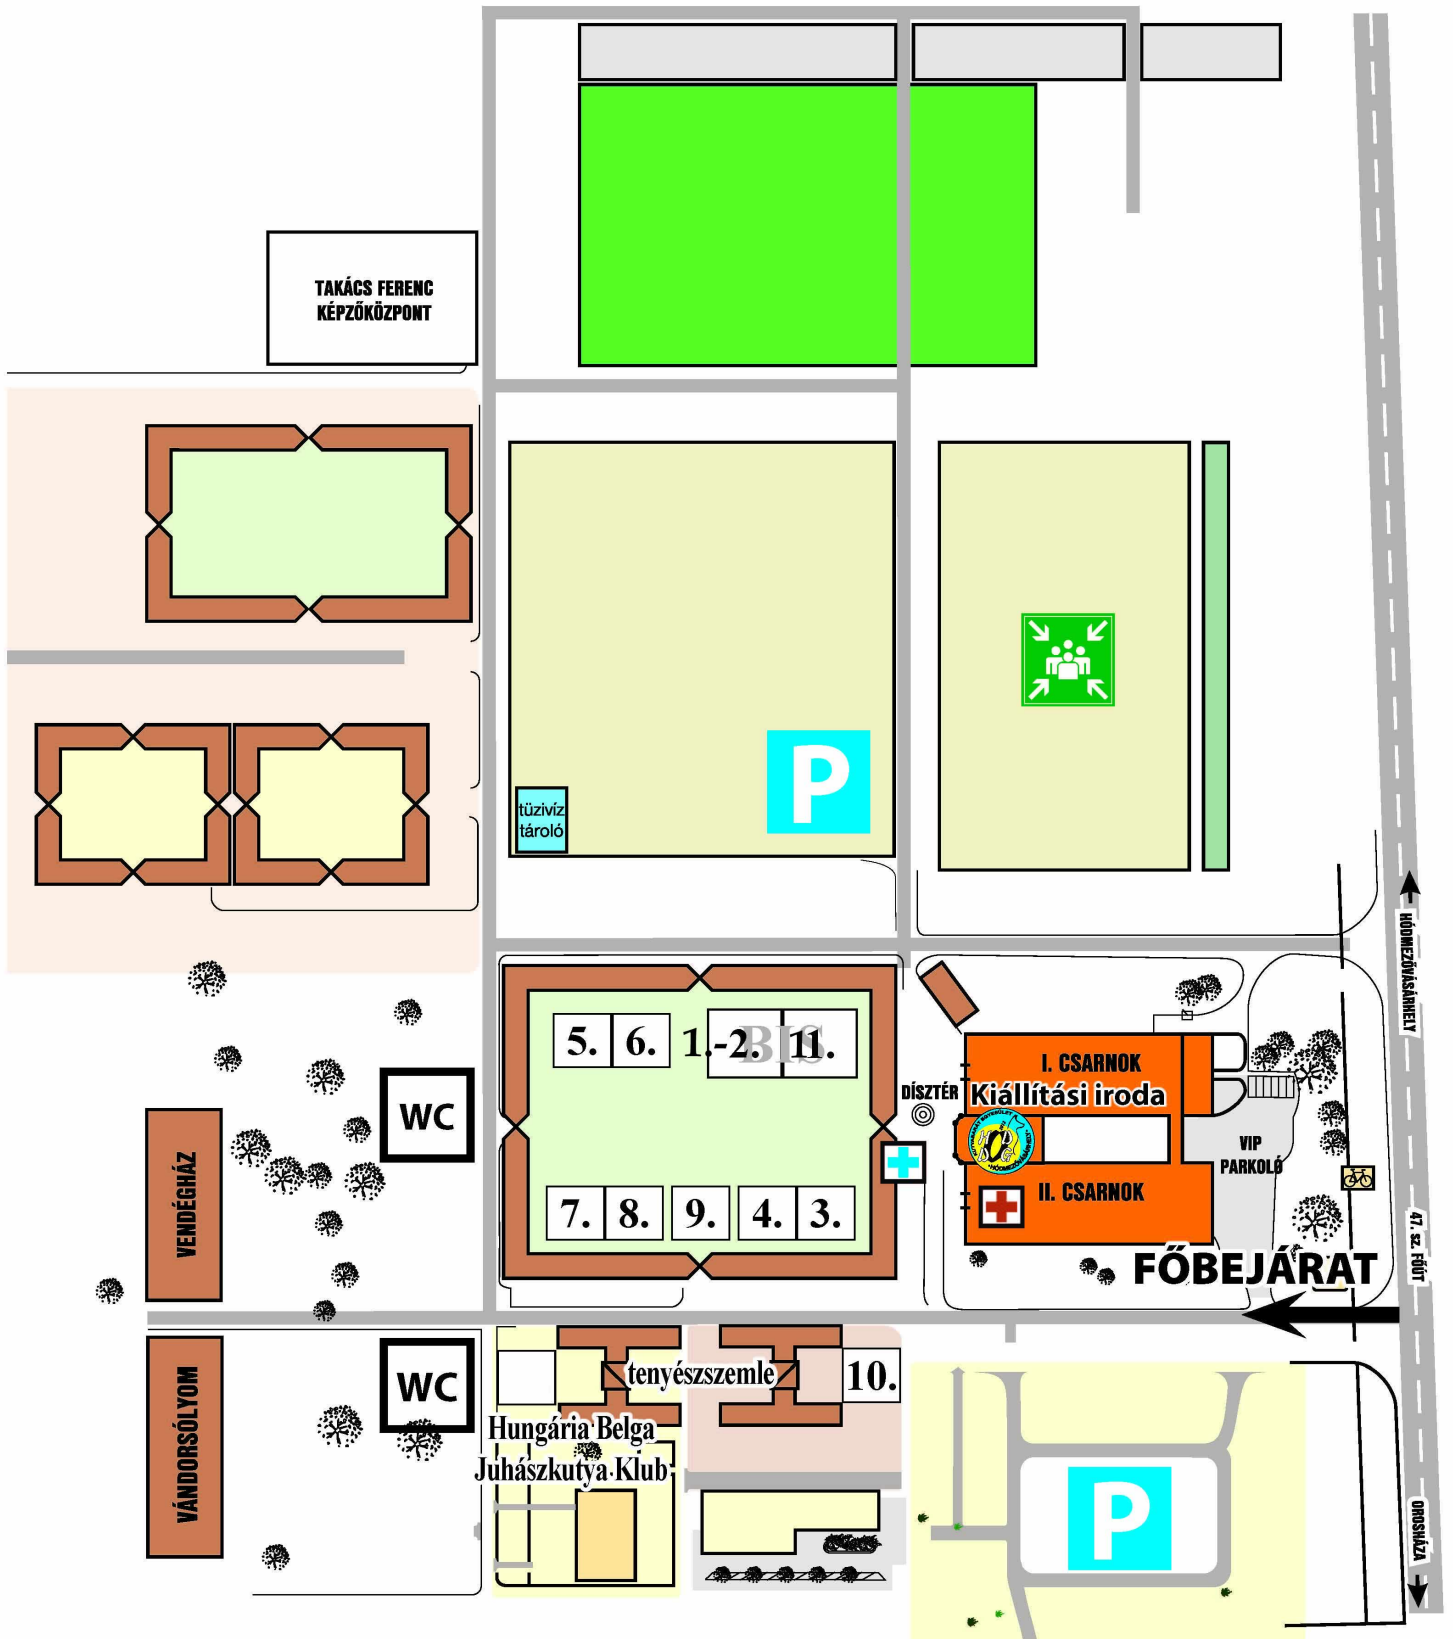 TAKÁCS FERENC
KÉPZŐKÖZPONT
P
tüzivíz
tároló
HÓDMEZŐVÁSÁRHELY
5.
6.
1.-2.
BIS
11.
I. CSARNOK
DÍSZTÉR
Kiállítási iroda
WC
VIP
PARKOLÓ
VENDÉGHÁZ
7.
8.
9.
4.
3.
II. CSARNOK
47. sz. FŐÚT
FŐBEJÁRAT
WC
tenyészszemle
10.
VÁNDORSÓLYOM
Hungária Belga
Juhászkutya Klub
P
OROSHÁZA